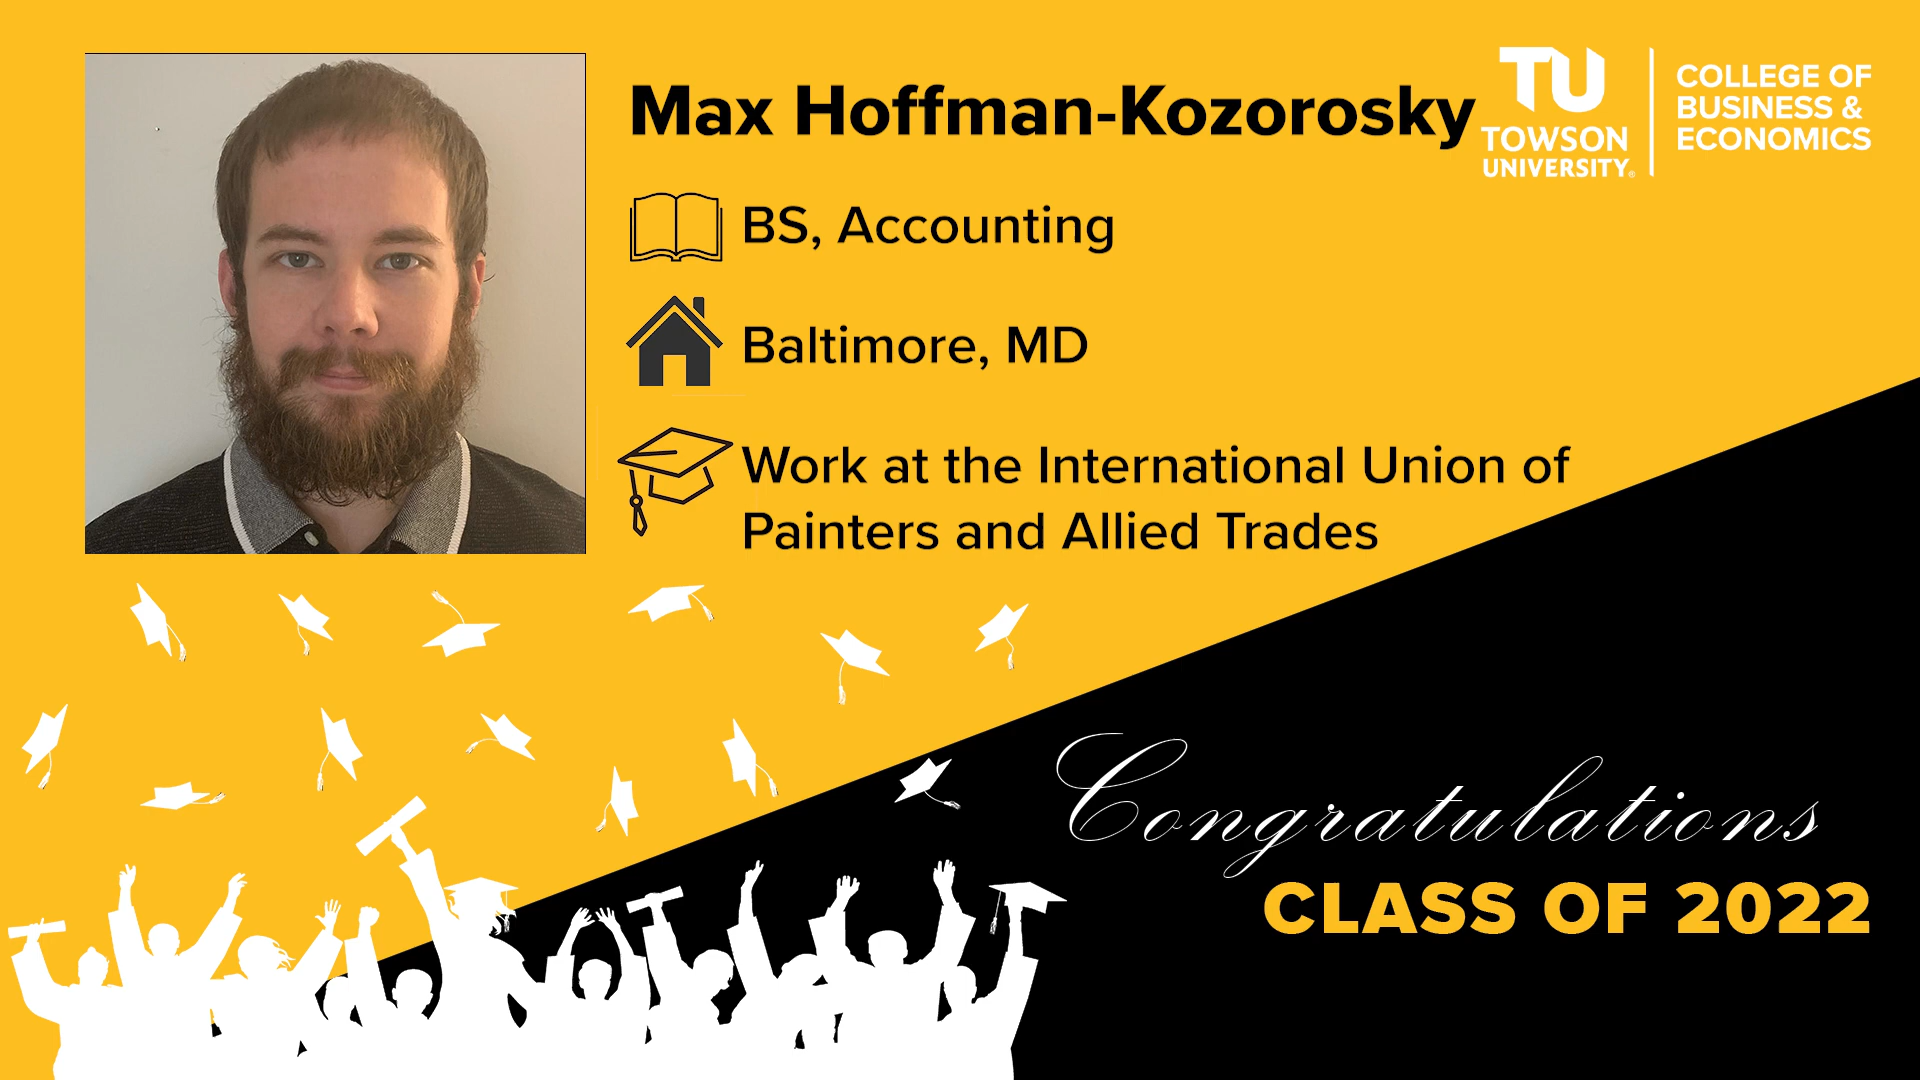 Max Hoffman-Kozorosky
TU
TOWSON
UNIVERSITY®
COLLEGE OF
BUSINESS &
ECONOMICS
BS, Accounting
Baltimore, MD
Work at the International Union of
Painters and Allied Trades
Congratulations
CLASS OF 2022